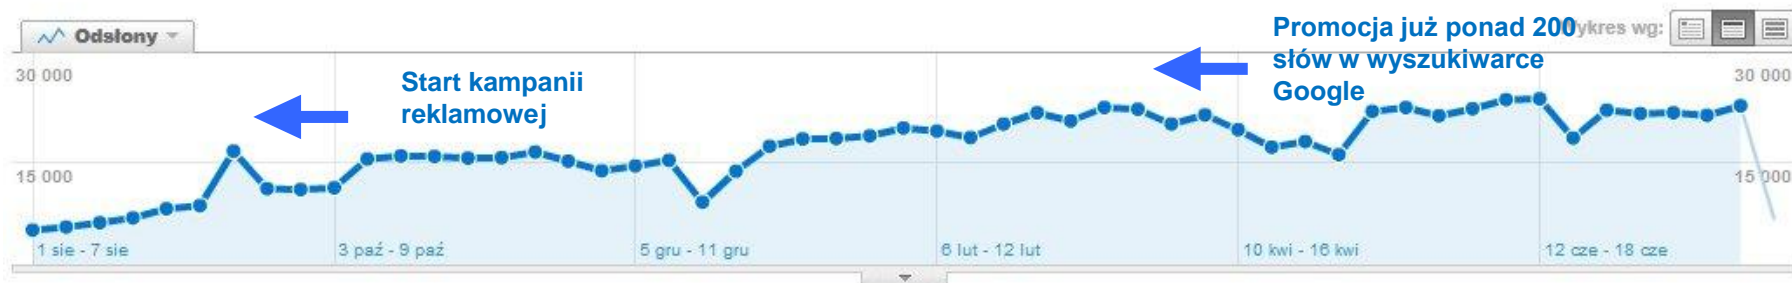 Odsłony
Wykres wg:
Promocja już ponad 200
słów w wyszukiwarce
Google
Start kampanii
reklamowej
30 000
30 000
15 000
15 000
1 sie - 7 sie
3 paź - 9 paź
5 gru - 11 gru
6 lut - 12 lut
10 kwi - 16 kwi
12 cze - 18 cze